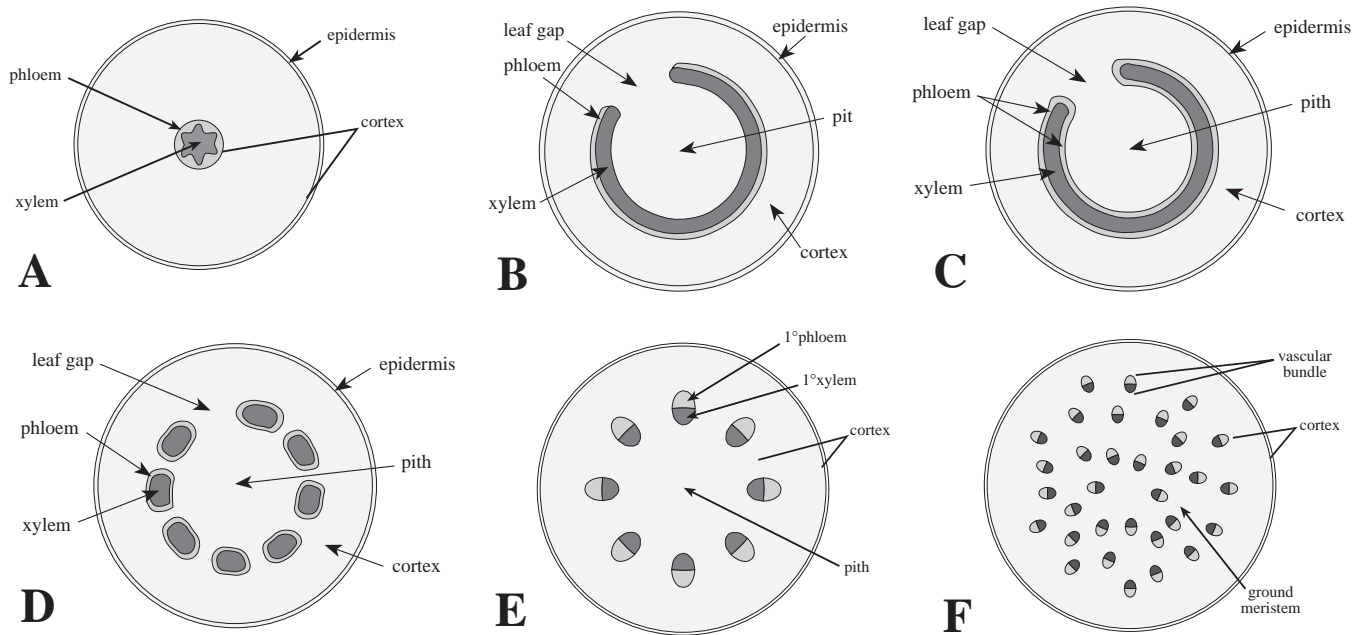 epidermis
phloem
cortex
xylem
A
leaf gap
epidermis
phloem
pit
xylem
cortex
B
leaf gap
epidermis
phloem
pith
xylem
cortex
C
leaf gap
epidermis
phloem
pith
xylem
cortex
D
1°phloem
1°xylem
cortex
pith
E
vascular
bundle
cortex
ground
meristem
F